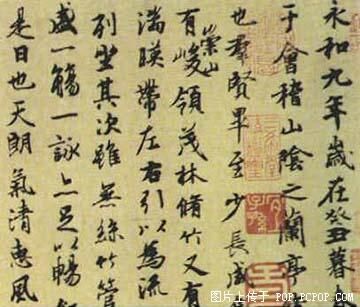 永和九年歲在癸丑暮
于會稽山陰之蘭亭
也羣賢畢至少長咸
有崇山峻領茂林脩竹又有
湍暎帶左右引以為流
列坐其次雖無絲竹管
盛一觴一詠亦足以暢
是日也天朗氣清惠風
图片上传于 POP.PCPOP.COM